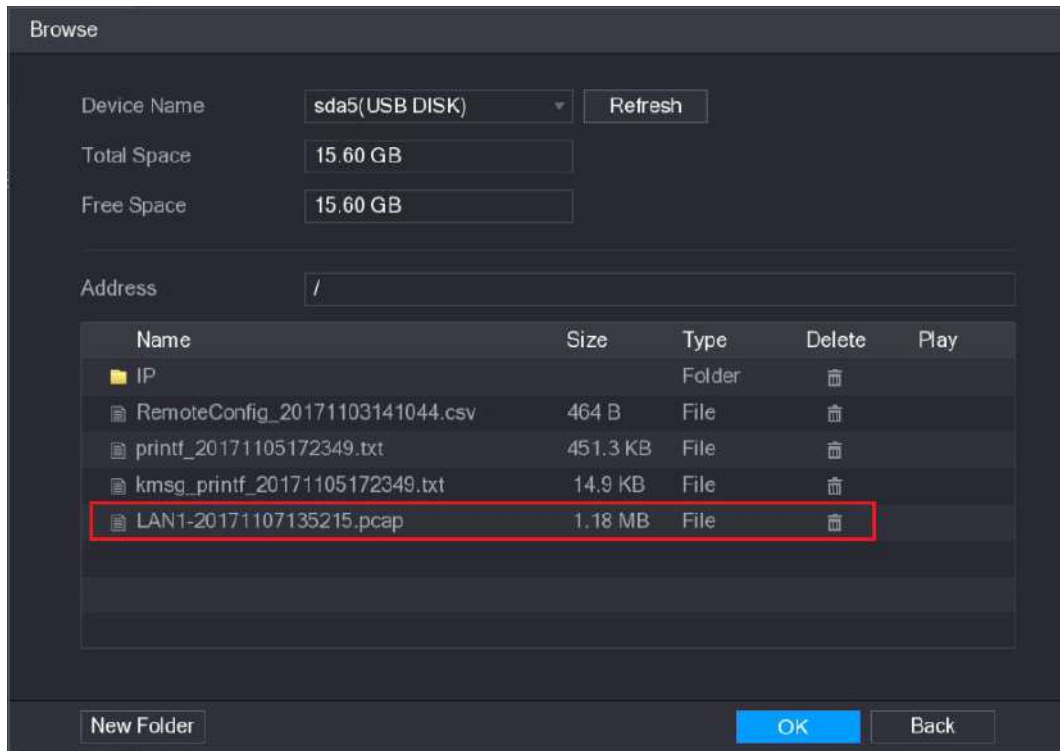 Browse
Device Name sda5(USB DISK) Refresh
Total Space 15.60 GB
Free Space 15.60 GB
Address /
Name Size Type Delete Play
IP Folder
RemoteConfig_20171103141044.csv 464 B File
printf_20171105172349.txt 451.3 KB File
kmsg_printf_20171105172349.txt 14.9 KB File
LAN1-20171107135215.pcap 1.18 MB File
New Folder OK Back